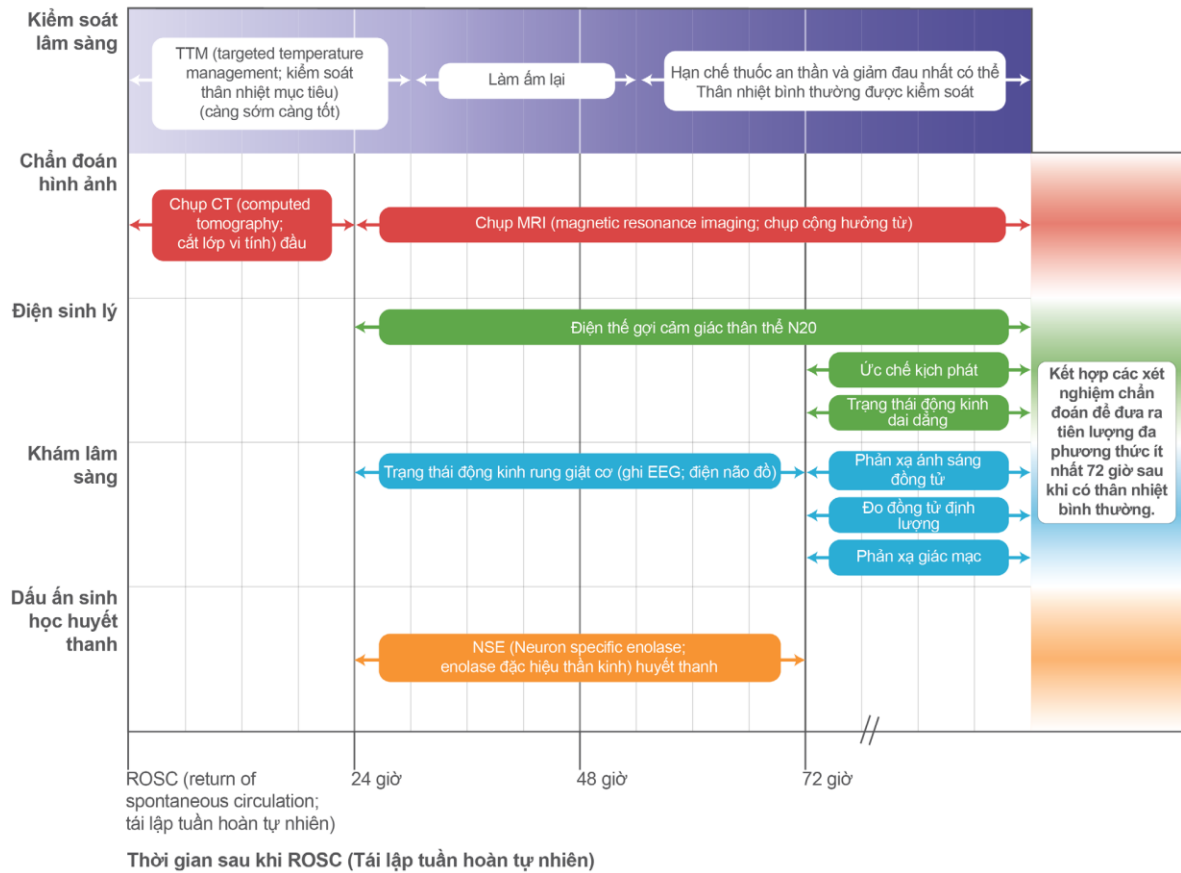 Kiểm soát
lâm sàng
TTM (targeted temperature
management; kiểm soát
thân nhiệt mục tiêu)
(càng sớm càng tốt)
Làm ấm lại
Hạn chế thuốc an thần và giảm đau nhất có thể
Thân nhiệt bình thường được kiểm soát
Chẩn đoán
hình ảnh
Chụp CT (computed
tomography;
cắt lớp vi tính) đầu
Chụp MRI (magnetic resonance imaging; chụp cộng hưởng từ)
Điện sinh lý
Điện thế gợi cảm giác thân thể N20
Ức chế kịch phát
Trạng thái động kinh
dai dẳng
Kết hợp các xét
nghiệm chẩn
đoán để đưa ra
tiên lượng đa
phương thức ít
nhất 72 giờ sau
khi có thân nhiệt
bình thường.
Khám lâm
sàng
Trạng thái động kinh rung giật cơ (ghi EEG; điện não đồ)
Phản xạ ánh sáng
đồng tử
Đo đồng tử định
lượng
Phản xạ giác mạc
Dấu ấn sinh
học huyết
thanh
NSE (Neuron specific enolase;
enolase đặc hiệu thần kinh) huyết thanh
ROSC (return of
spontaneous circulation;
tái lập tuần hoàn tự nhiên)
24 giờ
48 giờ
72 giờ
Thời gian sau khi ROSC (Tái lập tuần hoàn tự nhiên)